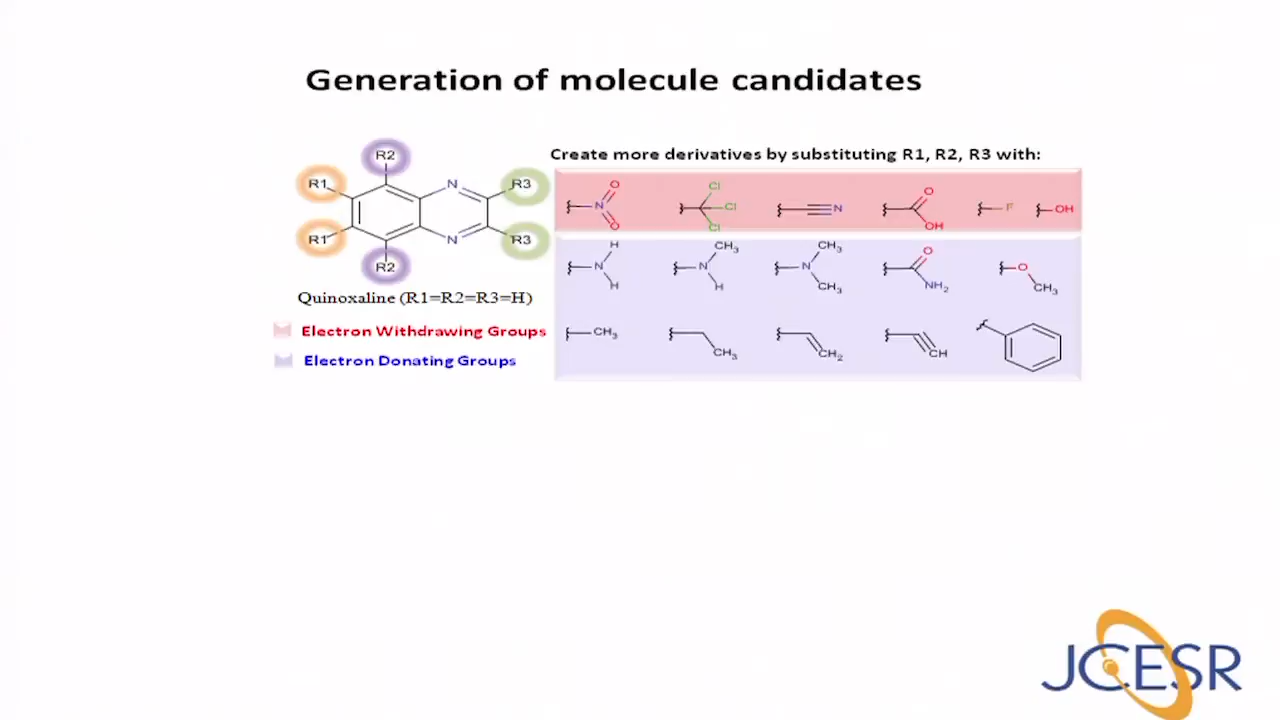 Generation of molecule candidates
R2
R1
N
R3
R1
N
R3
R2
Quinoxaline (R1=R2=R3=H)
Electron Withdrawing Groups
Electron Donating Groups
Create more derivatives by substituting R1, R2, R3 with:
O
N
O
Cl
Cl
Cl
N
O
OH
F
OH
H
N
H
CH3
N
H
CH3
N
CH3
O
NH2
O
CH3
CH3
CH3
CH2
CH
JCESR